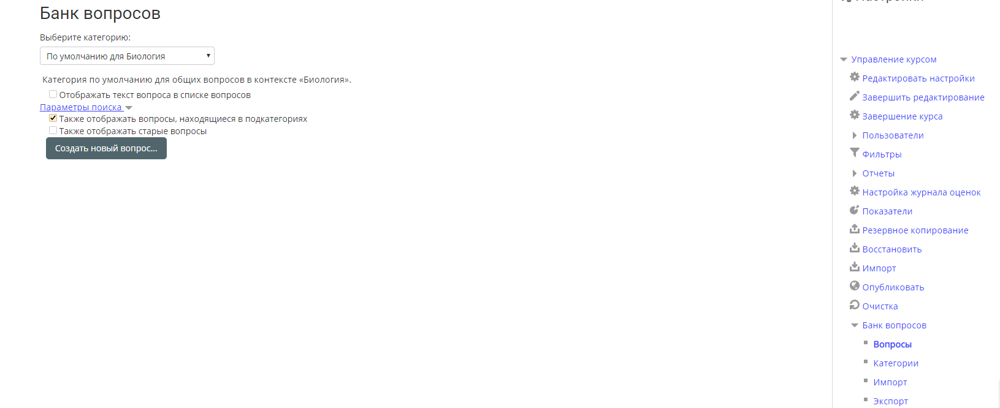 Банк вопросов
Выберите категорию:
По умолчанию для Биология
Категория по умолчанию для общих вопросов в контексте «Биология».
Отображать текст вопроса в списке вопросов
Параметры поиска
Также отображать вопросы, находящиеся в подкатегориях
Также отображать старые вопросы
Создать новый вопрос...
Настройки
Управление курсом
Редактировать настройки
Завершить редактирование
Завершение курса
Пользователи
Фильтры
Отчеты
Настройка журнала оценок
Показатели
Резервное копирование
Восстановить
Импорт
Опубликовать
Очистка
Банк вопросов
Вопросы
Категории
Импорт
Экспорт